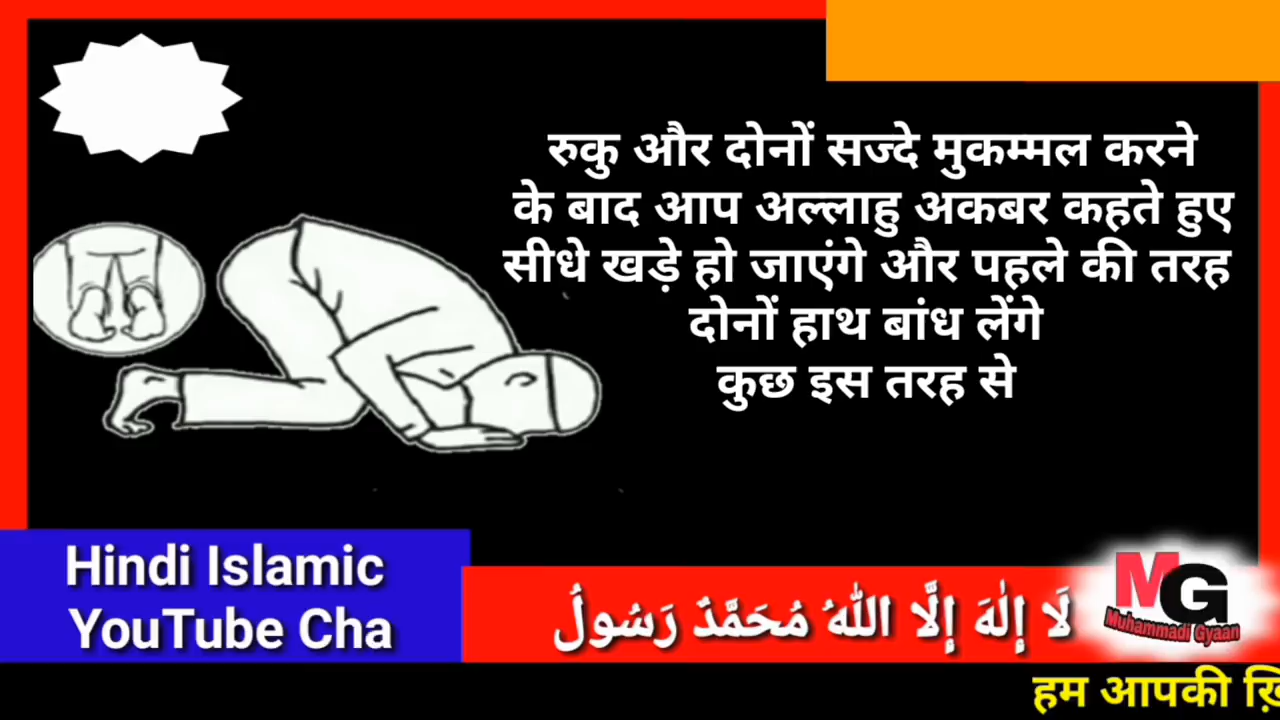 रुकु और दोनों सज्दे मुकम्मल करने
के बाद आप अल्लाहु अकबर कहते हुए
सीधे खड़े हो जाएंगे और पहले की तरह
दोनों हाथ बांध लेंगे
कुछ इस तरह से
Hindi Islamic
YouTube Cha
لَا إِلٰهَ إِلَّا اللّٰهُ مُحَمَّدٌ رَسُولُ
MG
Muhammadi Gyaan
हम आपकी